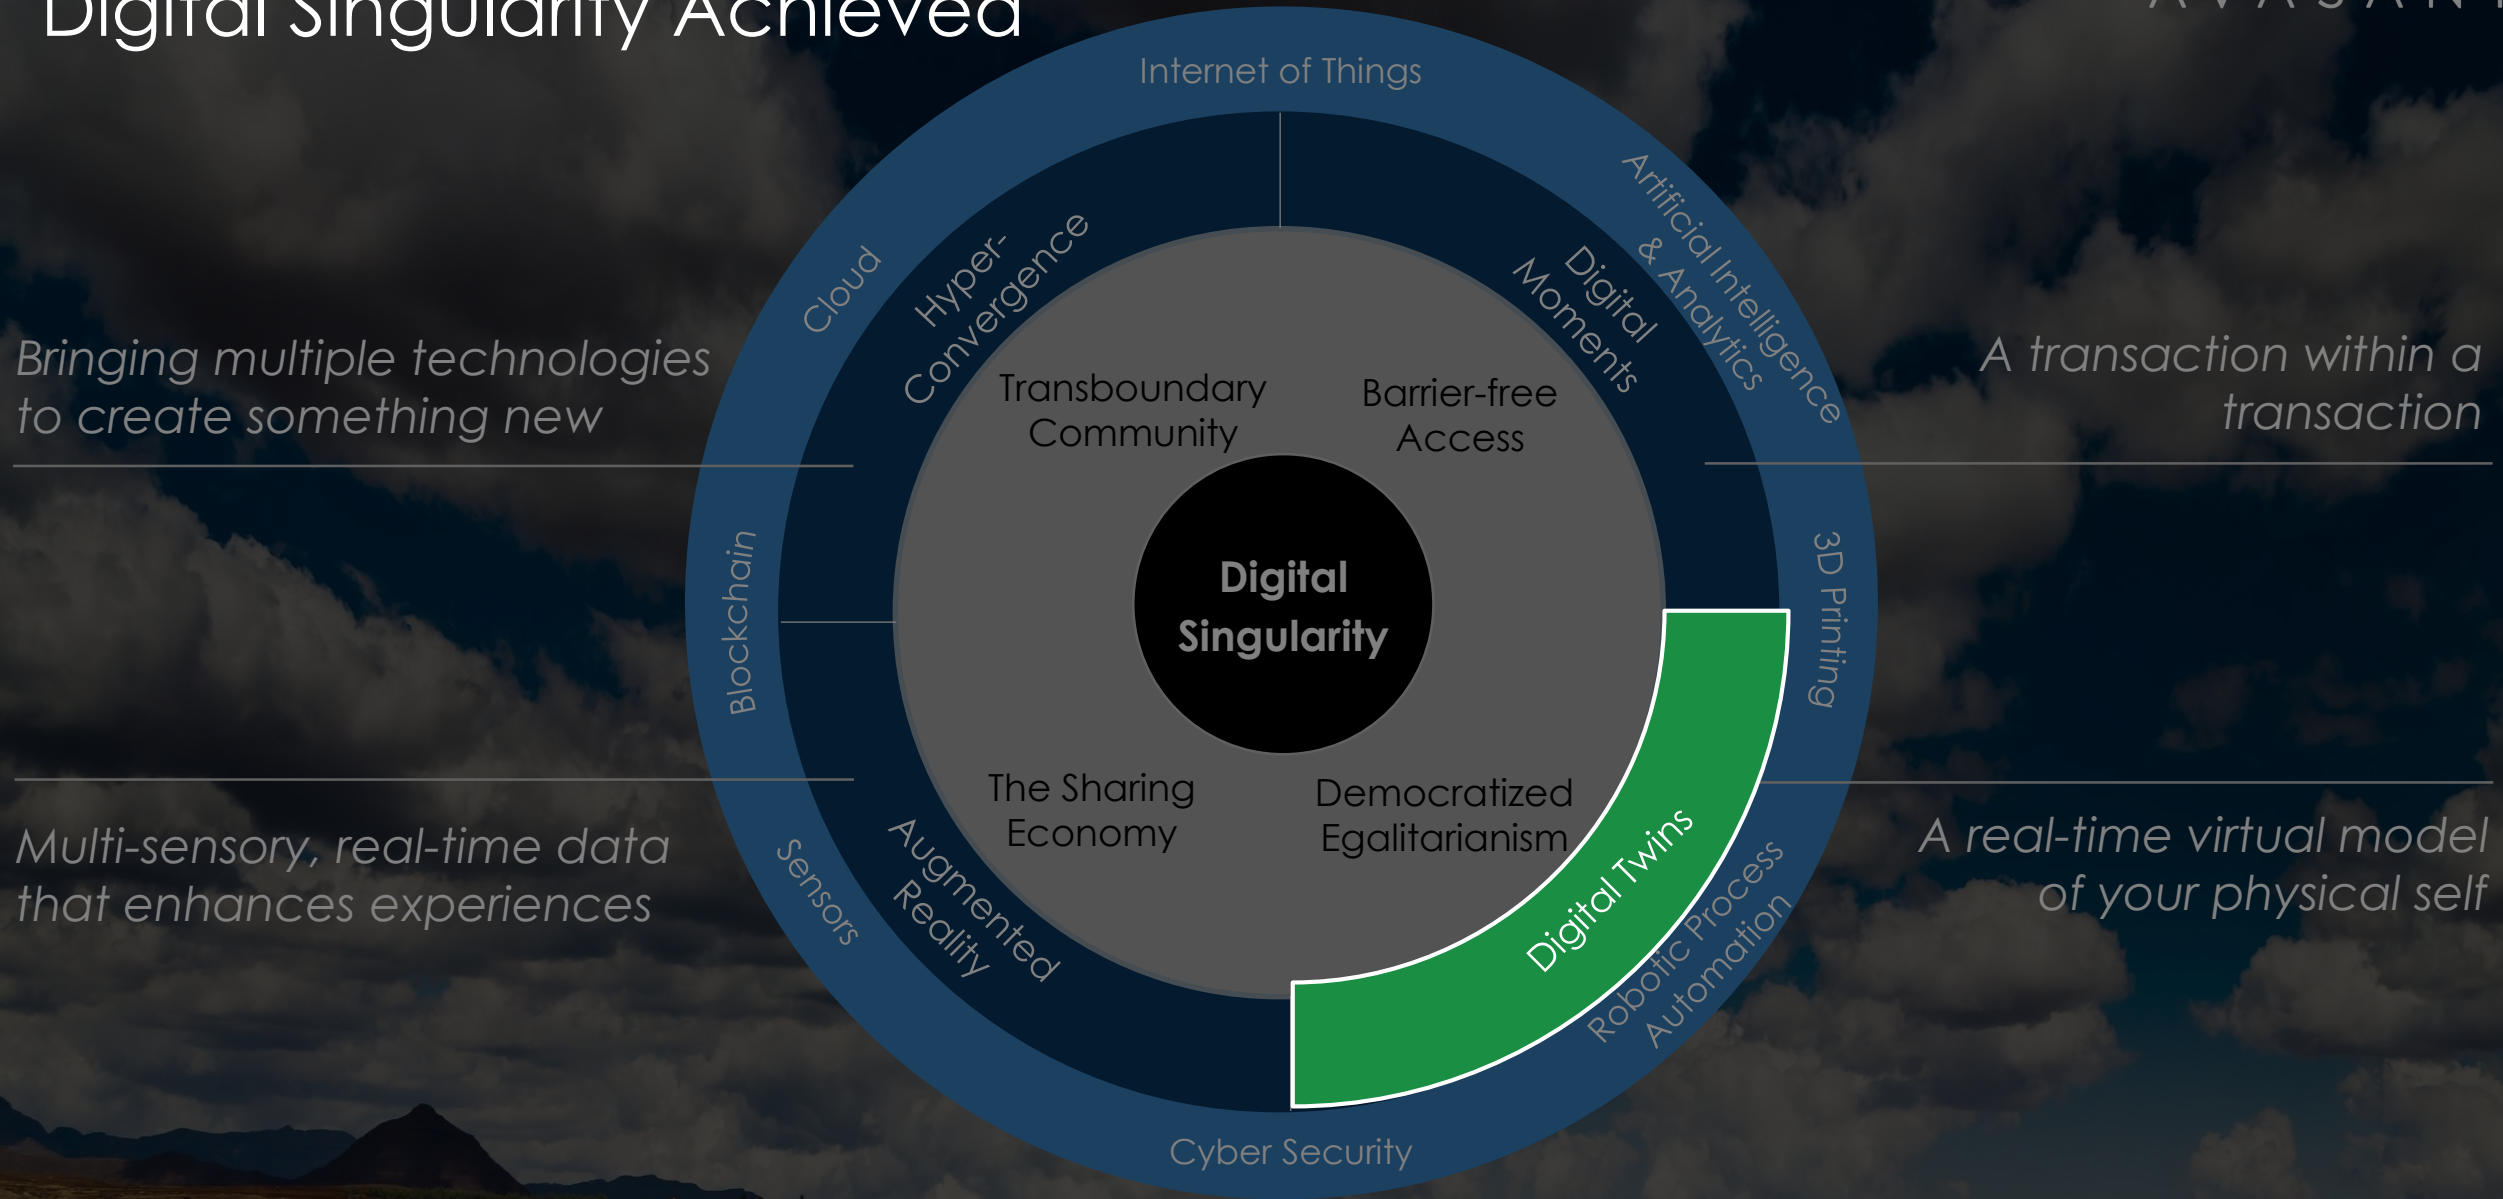 Digital Singularity Achieved
AVASANT
Internet of Things
Artificial Intelligence
& Analytics
Cloud
Hyper-
Convergence
Digital
Moments
Bringing multiple technologies
to create something new
A transaction within a
transaction
Transboundary
Community
Barrier-free
Access
Blockchain
Digital
Singularity
3D Printing
The Sharing
Economy
Democratized
Egalitarianism
Multi-sensory, real-time data
that enhances experiences
Sensors
Augmented
Reality
Digital Twins
Robotic Process
Automation
A real-time virtual model
of your physical self
Cyber Security